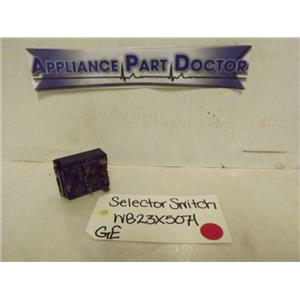 APPLIANCE PART DOCTOR
Selector Switch
WB23X5071
GE